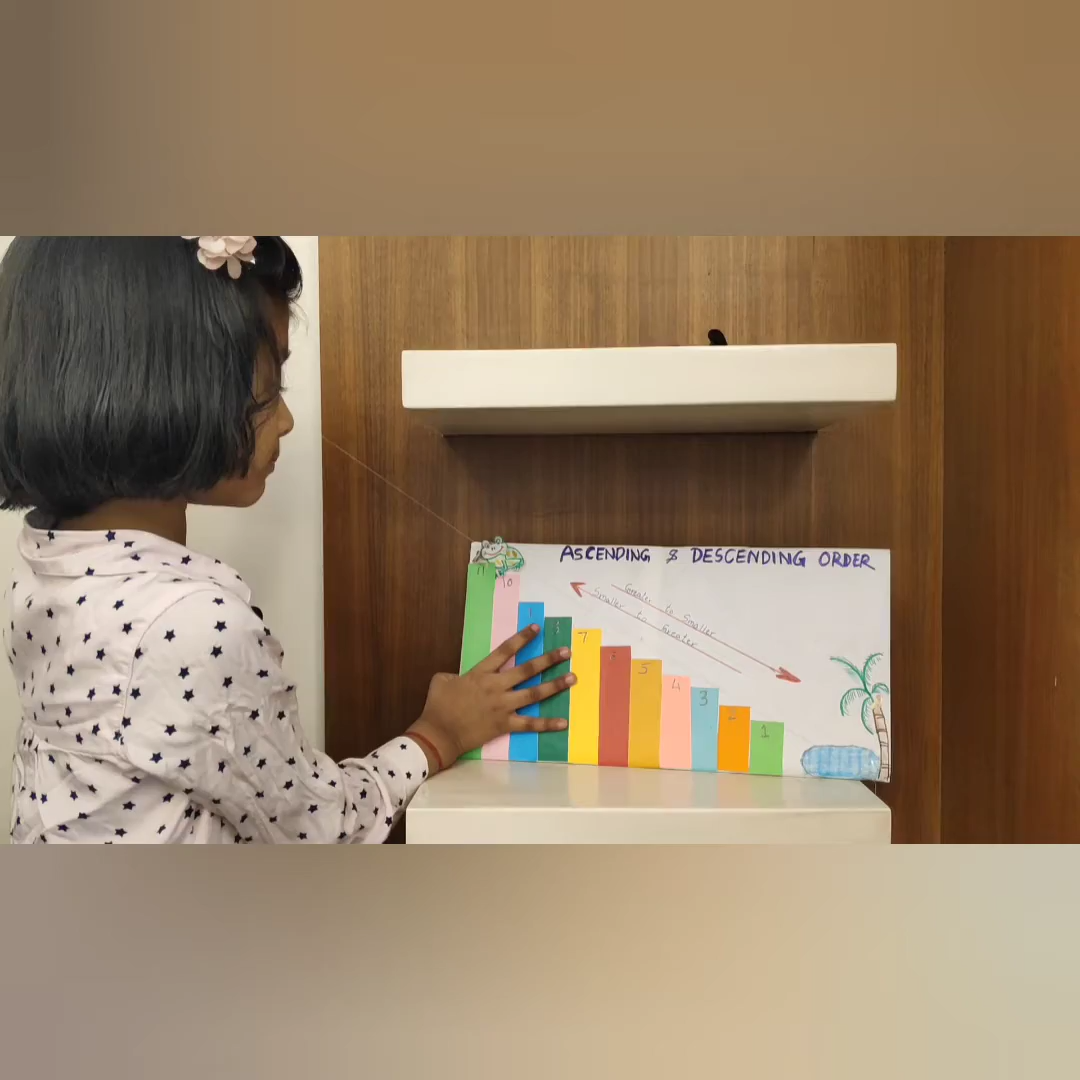 ASCENDING & DESCENDING ORDER
Greater to Smaller
Smaller to Greater
11
10
7
5
4
3
2
1